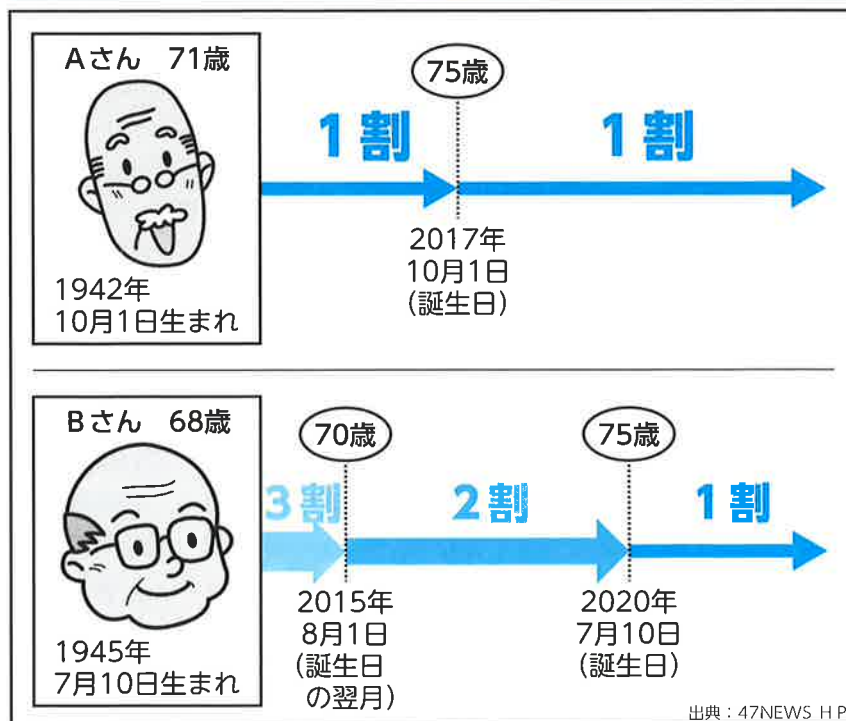 Aさん 71歳
1942年
10月1日生まれ
1割
75歳
1割
2017年
10月1日
(誕生日)
Bさん 68歳
1945年
7月10日生まれ
3割
70歳
2割
75歳
1割
2015年
8月1日
(誕生日
の翌月)
2020年
7月10日
(誕生日)
出典：47NEWS HP